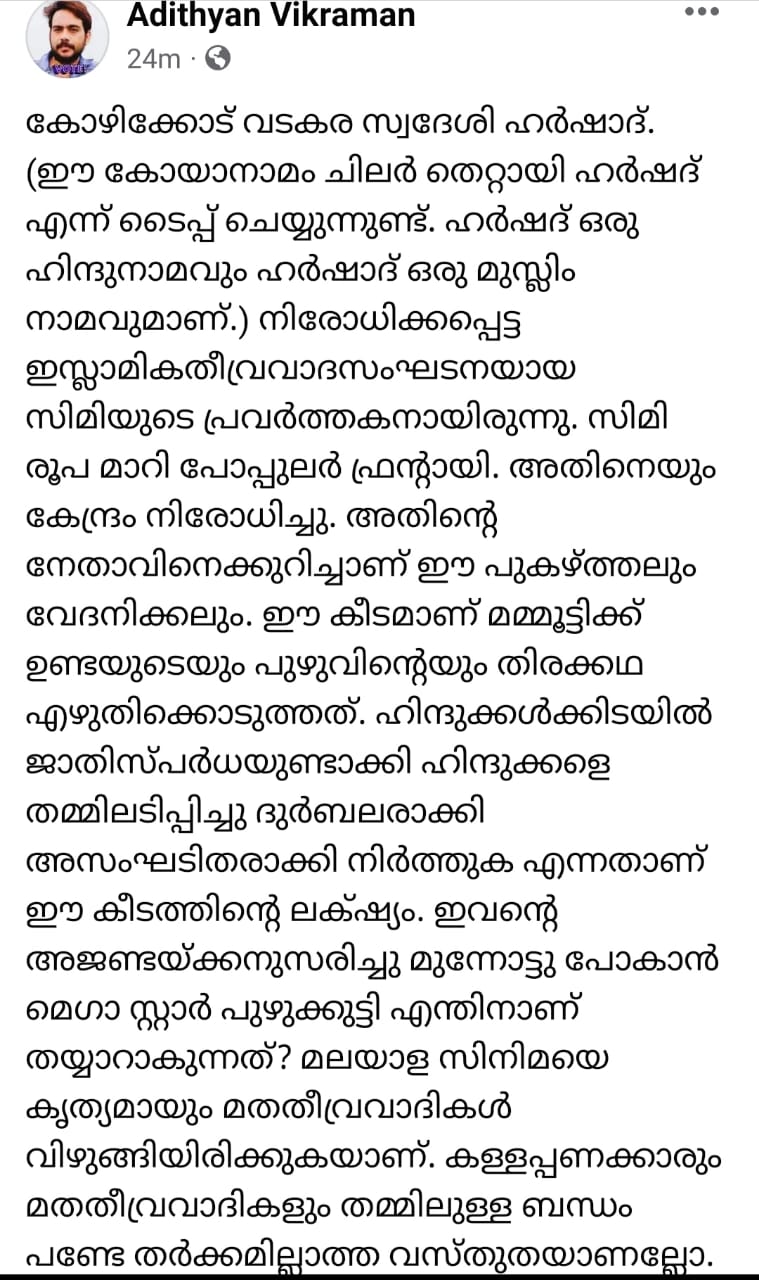 Adithyan Vikraman
24m ·
കോഴിക്കോട് വടകര സ്വദേശി ഹർഷാദ്.
(ഈ കോയാനാമം ചിലർ തെറ്റായി ഹർഷദ്
എന്ന് ടൈപ്പ് ചെയ്യുന്നുണ്ട്. ഹർഷദ് ഒരു
ഹിന്ദുനാമവും ഹർഷാദ് ഒരു മുസ്ലിം
നാമവുമാണ്.) നിരോധിക്കപ്പെട്ട
ഇസ്ലാമികതീവ്രവാദസംഘടനയായ
സിമിയുടെ പ്രവർത്തകനായിരുന്നു. സിമി
രൂപ മാറി പോപ്പുലർ ഫ്രന്റായി. അതിനെയും
കേന്ദ്രം നിരോധിച്ചു. അതിന്റെ
നേതാവിനെക്കുറിച്ചാണ് ഈ പുകഴ്ത്തലും
വേദനിക്കലും. ഈ കീടമാണ് മമ്മൂട്ടിക്ക്
ഉണ്ടയുടെയും പുഴുവിന്റെയും തിരക്കഥ
എഴുതിക്കൊടുത്തത്. ഹിന്ദുക്കൾക്കിടയിൽ
ജാതിസ്പർധയുണ്ടാക്കി ഹിന്ദുക്കളെ
തമ്മിലടിപ്പിച്ചു ദുർബലരാക്കി
അസംഘടിതരാക്കി നിർത്തുക എന്നതാണ്
ഈ കീടത്തിന്റെ ലക്ഷ്യം. ഇവന്റെ
അജണ്ടയ്ക്കനുസരിച്ചു മുന്നോട്ടു പോകാൻ
മെഗാ സ്റ്റാർ പുഴുക്കുട്ടി എന്തിനാണ്
തയ്യാറാകുന്നത്? മലയാള സിനിമയെ
കൃത്യമായും മതതീവ്രവാദികൾ
വിഴുങ്ങിയിരിക്കുകയാണ്. കള്ളപ്പണക്കാരും
മതതീവ്രവാദികളും തമ്മിലുള്ള ബന്ധം
പണ്ടേ തർക്കമില്ലാത്ത വസ്തുതയാണല്ലോ.